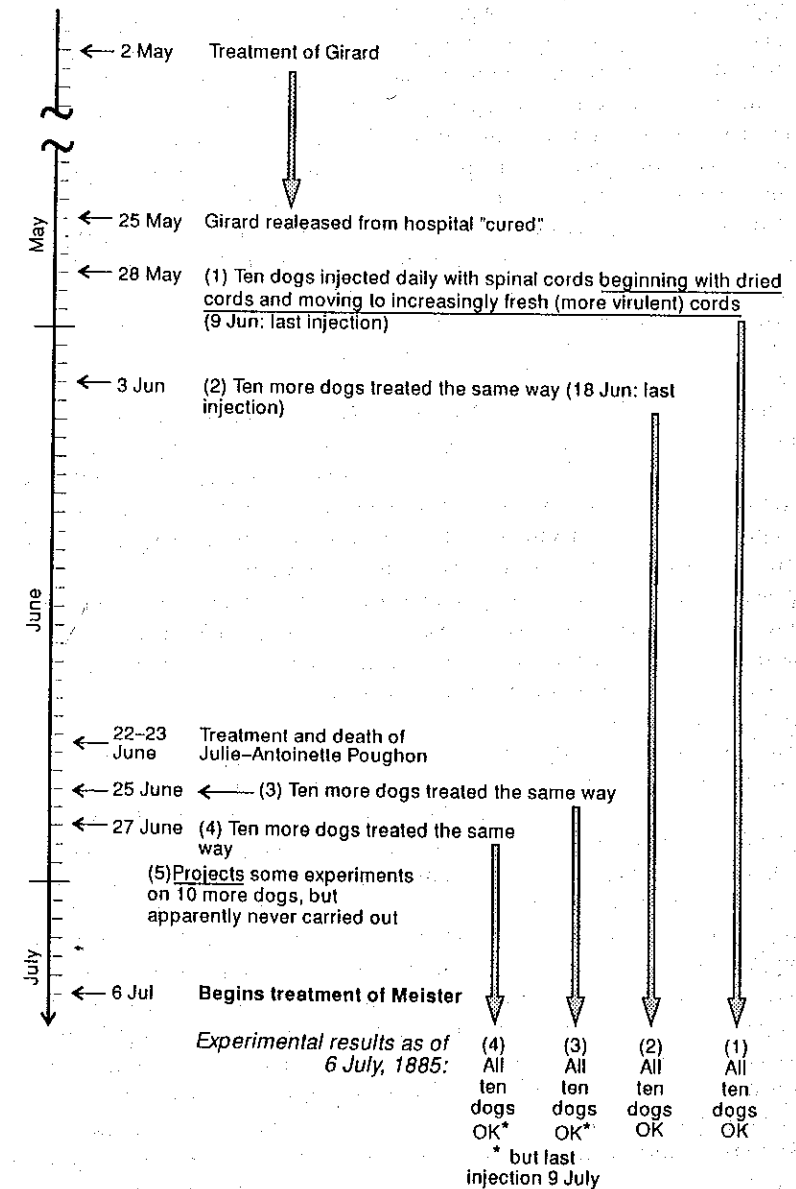 2 May Treatment of Girard
25 May Girard realeased from hospital "cured"
28 May (1) Ten dogs injected daily with spinal cords beginning with dried
cords and moving to increasingly fresh (more virulent) cords
(9 Jun: last injection)
May
3 Jun (2) Ten more dogs treated the same way (18 Jun: last
injection)
June
22–23 Treatment and death of
June Julie–Antoinette Poughon
25 June (3) Ten more dogs treated the same way
27 June (4) Ten more dogs treated the same
way
(5) Projects some experiments
on 10 more dogs, but
apparently never carried out
July
6 Jul Begins treatment of Meister
Experimental results as of (4) (3) (2) (1)
6 July, 1885: All All All All
ten ten ten ten
dogs dogs dogs dogs
OK* OK* OK OK
* but last
injection 9 July